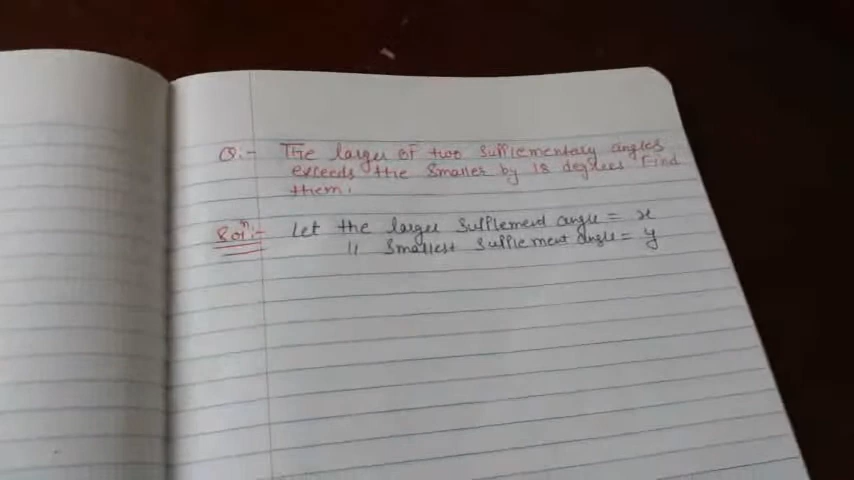 Q:- The larger of two supplementary angles
exceeds the smaller by 18 degrees Find
them.
Solⁿ:- Let the larger supplement angle = x
" smallest supplement angle = y